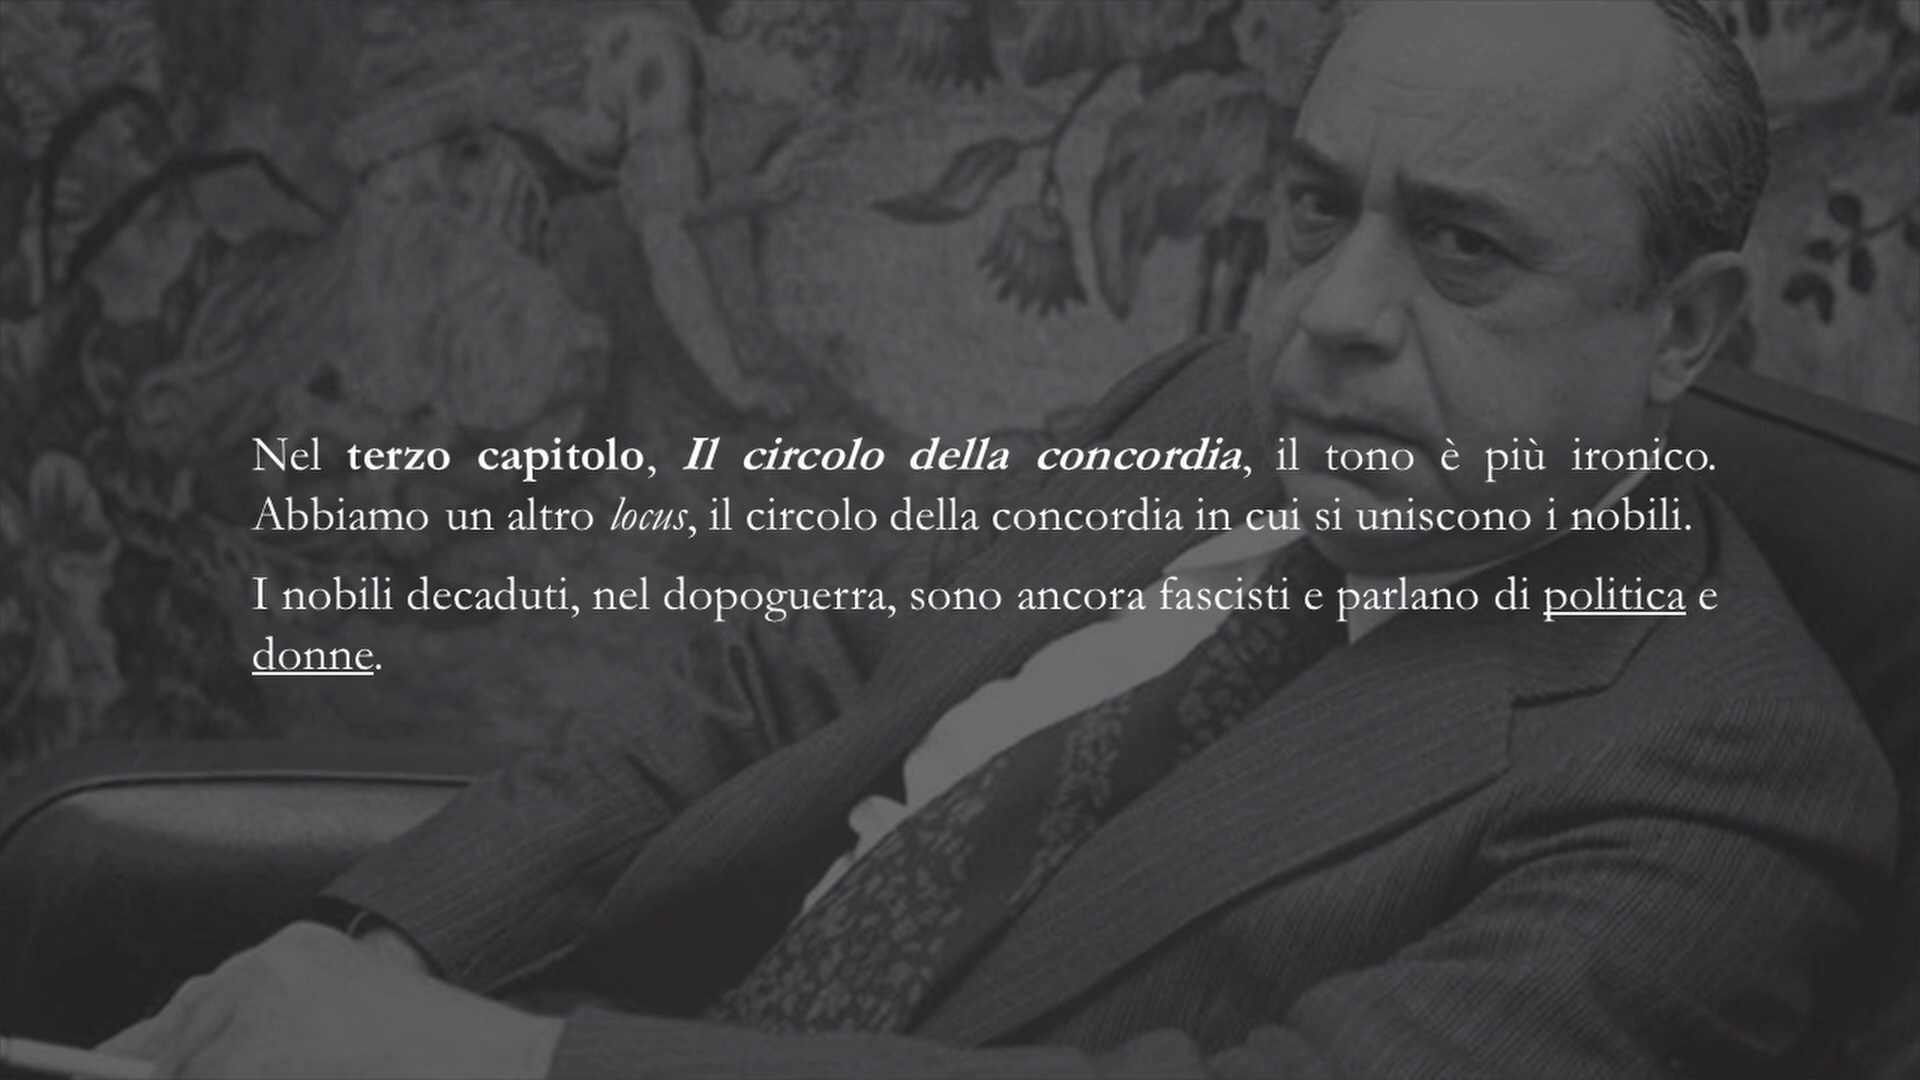 Nel terzo capitolo, Il circolo della concordia, il tono è più ironico.
Abbiamo un altro locus, il circolo della concordia in cui si uniscono i nobili.
I nobili decaduti, nel dopoguerra, sono ancora fascisti e parlano di politica e
donne.